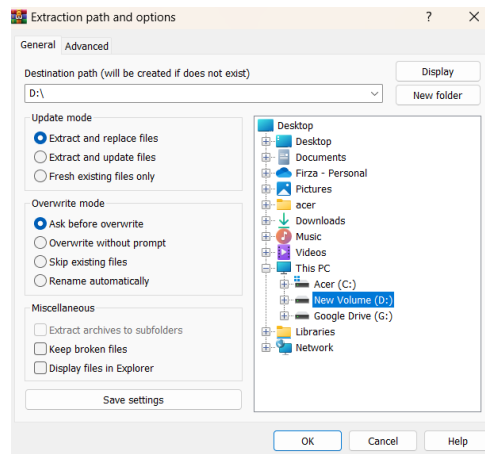 Extraction path and options
?
X
General
Advanced
Destination path (will be created if does not exist)
Display
D:\
New folder
Update mode
Extract and replace files
Extract and update files
Fresh existing files only
Overwrite mode
Ask before overwrite
Overwrite without prompt
Skip existing files
Rename automatically
Miscellaneous
Extract archives to subfolders
Keep broken files
Display files in Explorer
Save settings
Desktop
Desktop
Documents
Firza - Personal
Pictures
acer
Downloads
Music
Videos
This PC
Acer (C:)
New Volume (D:)
Google Drive (G:)
Libraries
Network
OK
Cancel
Help